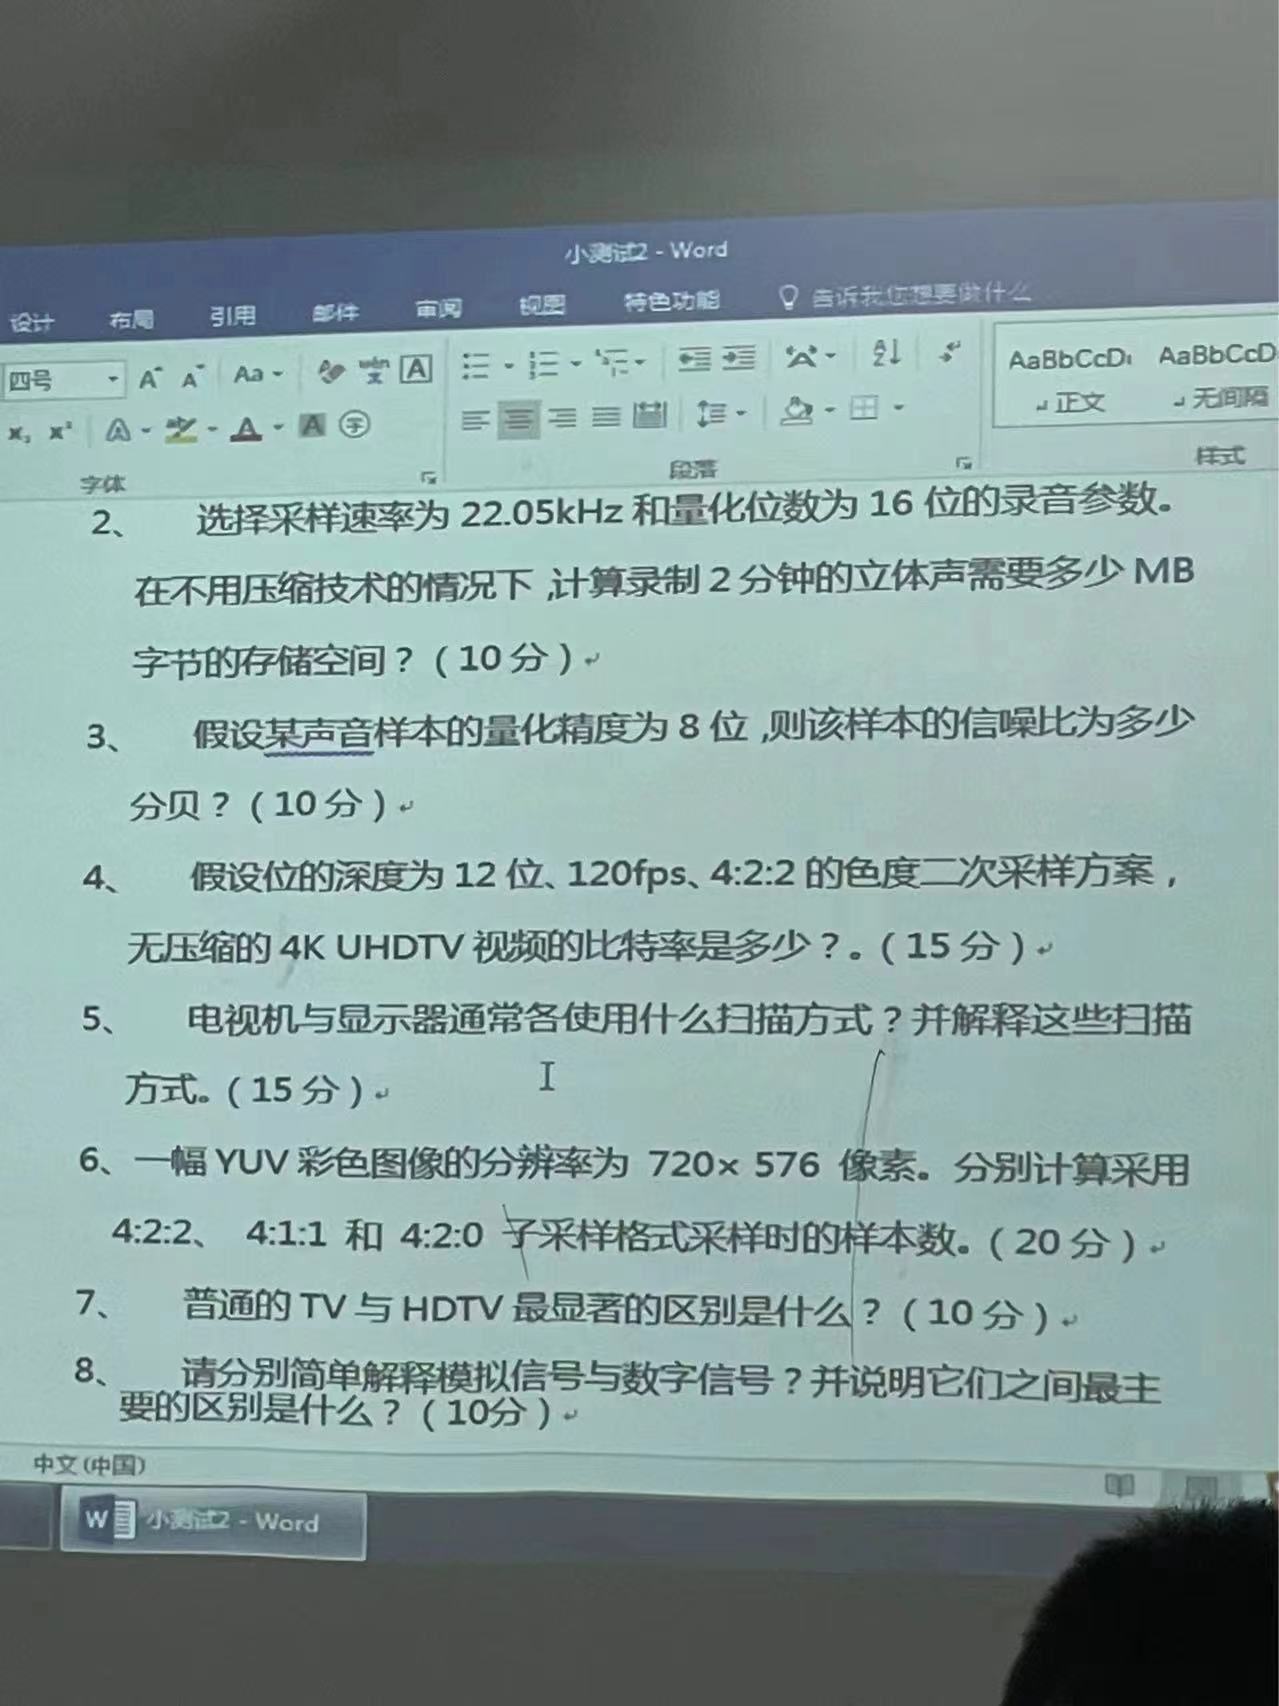 小测试2 - Word
设计 布局 引用 邮件 审阅 视图 特色功能 告诉我您想要做什么
四号 A A Aa wén 文 A AaBbCcD AaBbCcD
x₂ x² A aby A A 字 正文 无间隔
字体 段落 样式
2、 选择采样速率为 22.05kHz 和量化位数为 16 位的录音参数。
在不用压缩技术的情况下,计算录制 2 分钟的立体声需要多少 MB
字节的存储空间？（10 分）
3、 假设某声音样本的量化精度为 8 位,则该样本的信噪比为多少
分贝？（10 分）
4、 假设位的深度为 12 位、120fps、4:2:2 的色度二次采样方案，
无压缩的 4K UHDTV 视频的比特率是多少？。（15 分）
5、 电视机与显示器通常各使用什么扫描方式？并解释这些扫描
方式。（15 分）
6、一幅 YUV 彩色图像的分辨率为 720× 576 像素。分别计算采用
4:2:2、 4:1:1 和 4:2:0 子采样格式采样时的样本数。（20 分）
7、 普通的 TV 与 HDTV 最显著的区别是什么？（10 分）
8、 请分别简单解释模拟信号与数字信号？并说明它们之间最主
要的区别是什么？（10分）
中文(中国)
小测试2 - Word